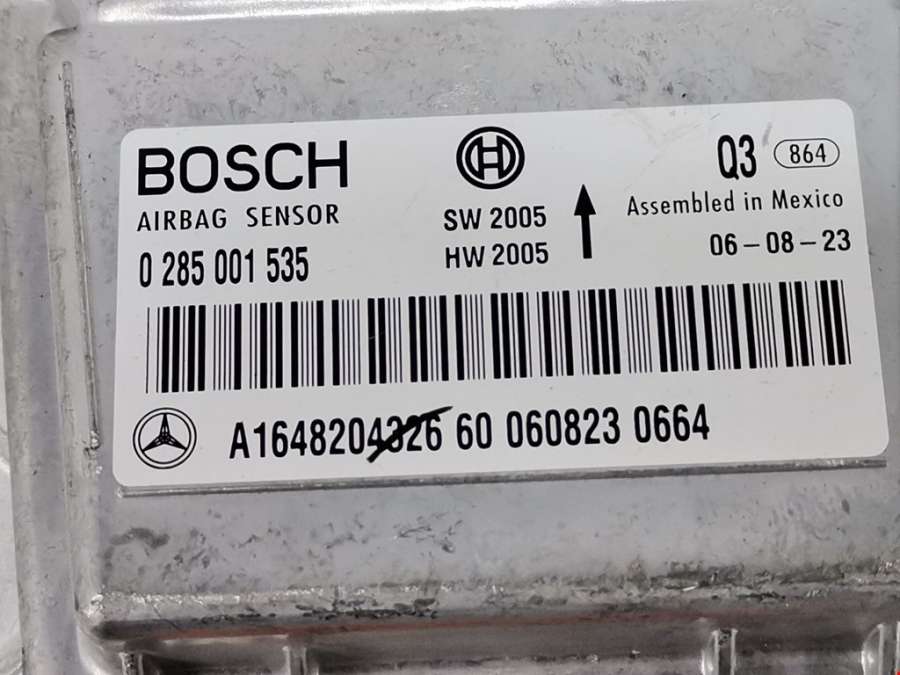 BOSCH
AIRBAG SENSOR
0 285 001 535
SW 2005
HW 2005
Q3 864
Assembled in Mexico
06-08-23
A1648204326 60 060823 0664